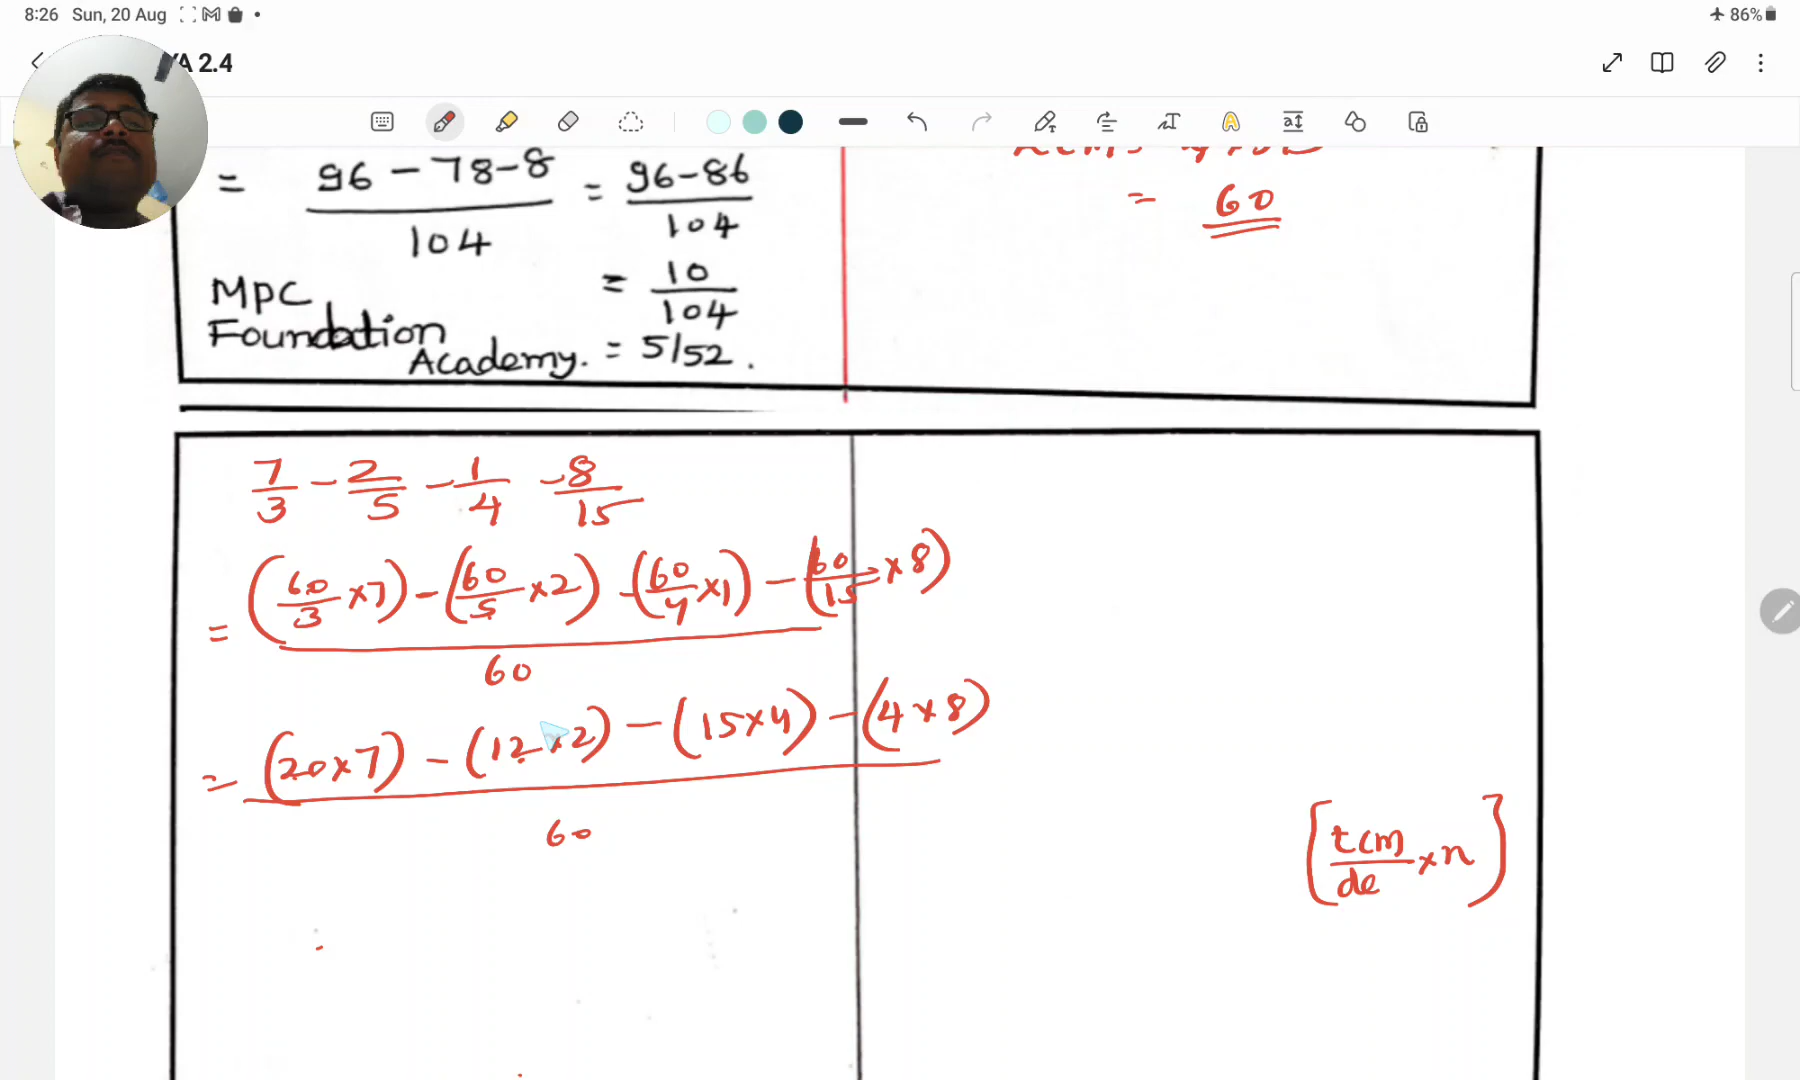 8:26 Sun, 20 Aug
86%
A 2.4
= 96 - 78 - 8 / 104 = 96 - 86 / 104
= 60
MPC
Foundation
Academy.
= 10 / 104
= 5/52.
7/3 - 2/5 - 1/4 - 8/15
= (60/3 × 7) - (60/5 × 2) - (60/4 × 1) - (60/15 × 8) / 60
= (20 × 7) - (12 × 2) - (15 × 4) - (4 × 8) / 60
[ LCM / de × n ]